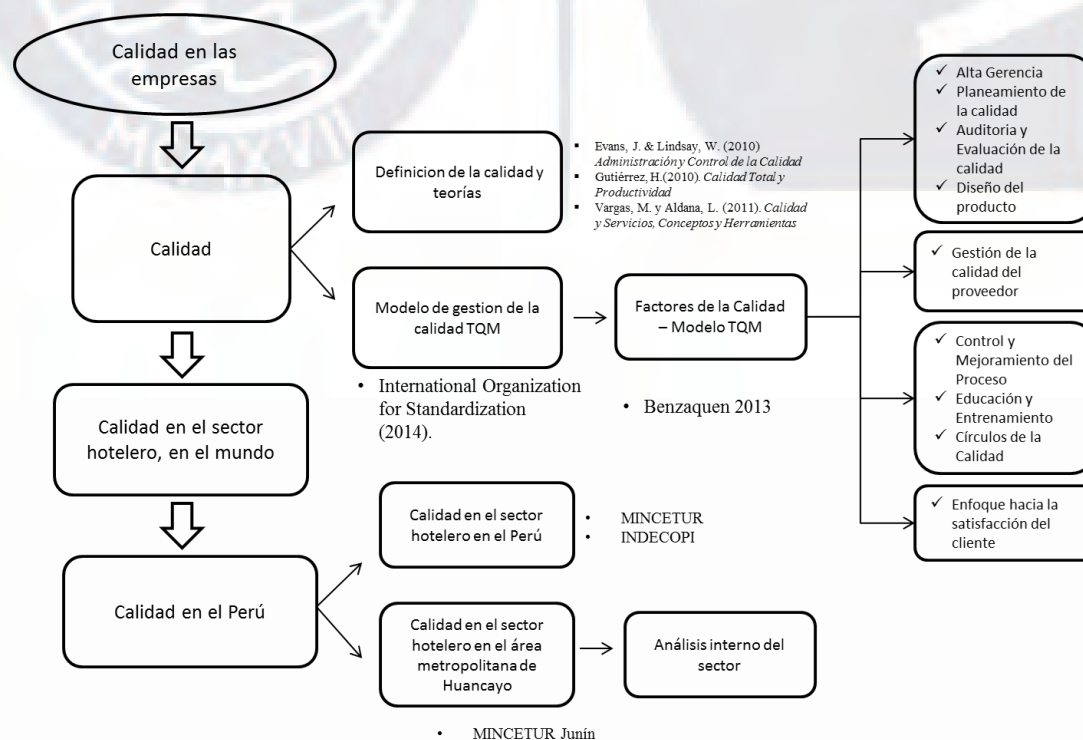 Calidad en las
empresas
MCMXVII
Calidad
Definicion de la calidad y
teorías
▪ Evans, J. & Lindsay, W. (2010)
Administración y Control de la Calidad
▪ Gutiérrez, H.(2010). Calidad Total y
Productividad
▪ Vargas, M. y Aldana, L. (2011). Calidad
y Servicios, Conceptos y Herramientas
Modelo de gestion de la
calidad TQM
• International Organization
for Standardization
(2014).
Factores de la Calidad
– Modelo TQM
• Benzaquen 2013
✓ Alta Gerencia
✓ Planeamiento de
la calidad
✓ Auditoria y
Evaluación de la
calidad
✓ Diseño del
producto
✓ Gestión de la
calidad del
proveedor
✓ Control y
Mejoramiento del
Proceso
✓ Educación y
Entrenamiento
✓ Círculos de la
Calidad
✓ Enfoque hacia la
satisfacción del
cliente
Calidad en el sector
hotelero, en el mundo
Calidad en el Perú
Calidad en el sector
hotelero en el Perú
• MINCETUR
• INDECOPI
Calidad en el sector
hotelero en el área
metropolitana de
Huancayo
• MINCETUR Junín
Análisis interno del
sector